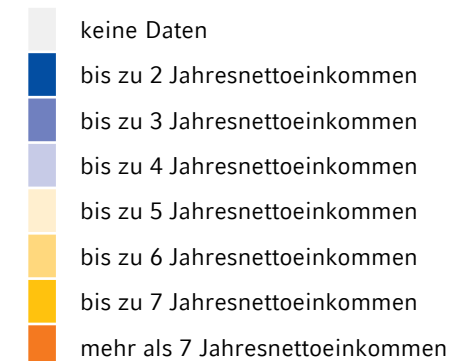 keine Daten
bis zu 2 Jahresnettoeinkommen
bis zu 3 Jahresnettoeinkommen
bis zu 4 Jahresnettoeinkommen
bis zu 5 Jahresnettoeinkommen
bis zu 6 Jahresnettoeinkommen
bis zu 7 Jahresnettoeinkommen
mehr als 7 Jahresnettoeinkommen